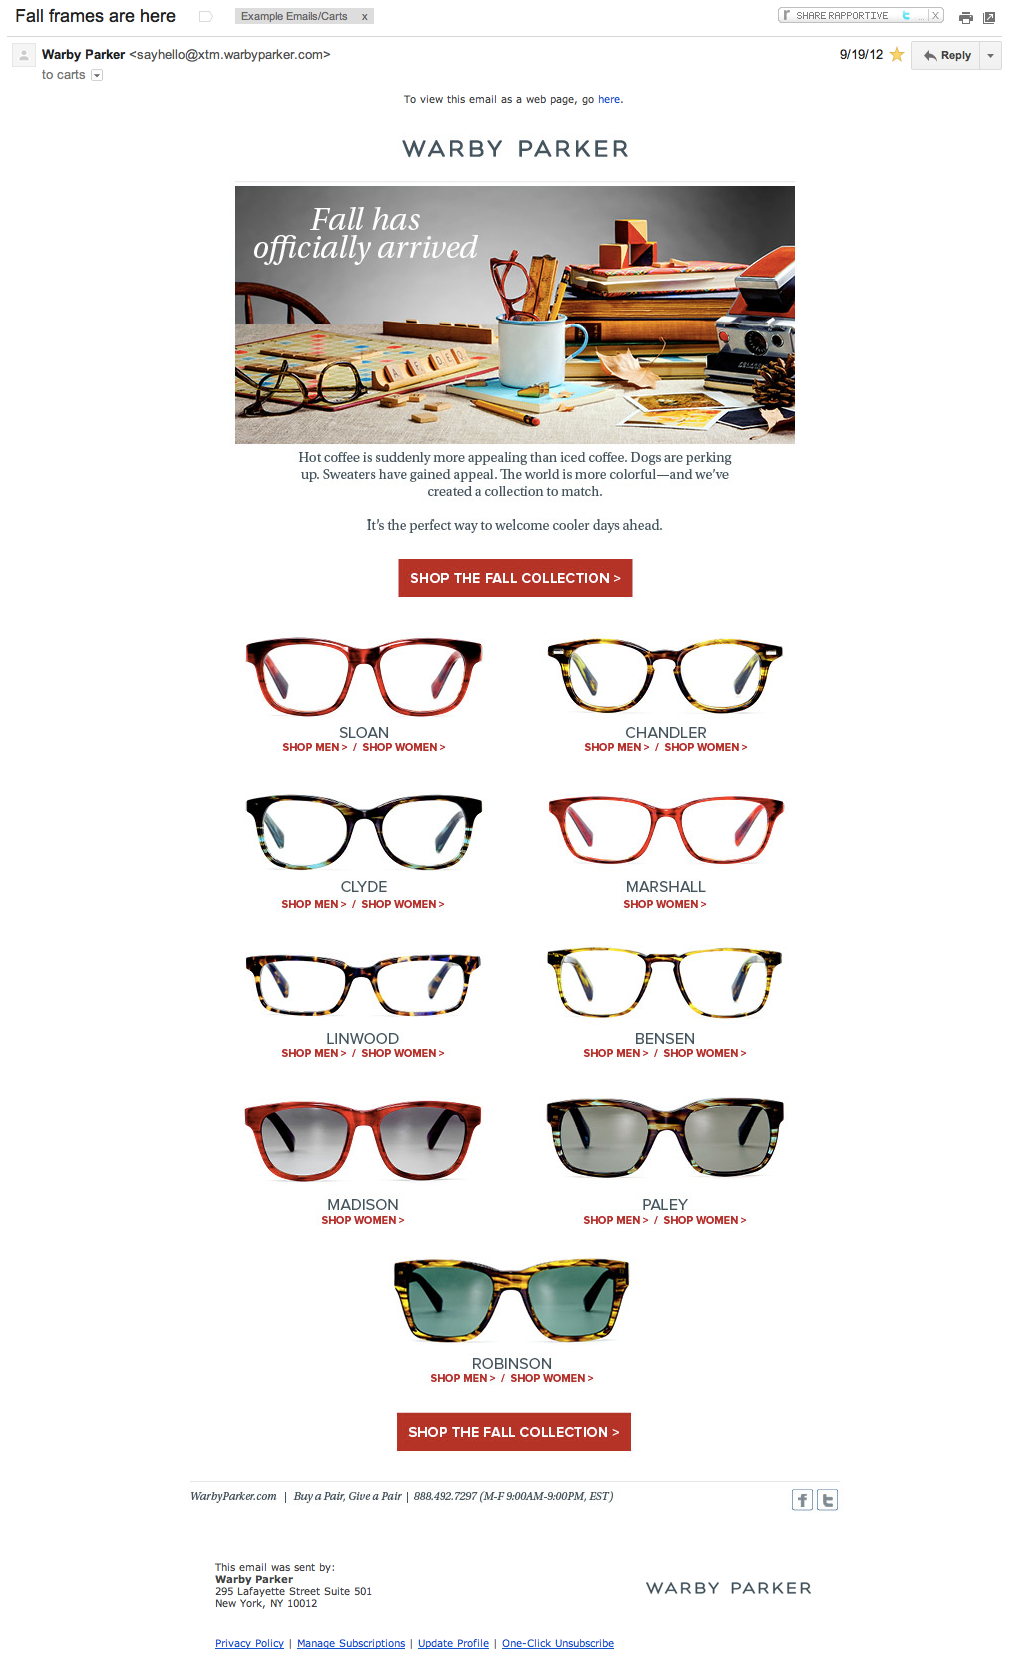 Fall frames are here
Example Emails/Carts x
SHARE RAPPORTIVE
X
Warby Parker <sayhello@xtm.warbyparker.com>
9/19/12
Reply
to carts
To view this email as a web page, go here.
WARBY PARKER
Fall has
officially arrived
Hot coffee is suddenly more appealing than iced coffee. Dogs are perking
up. Sweaters have gained appeal. The world is more colorful—and we've
created a collection to match.
It's the perfect way to welcome cooler days ahead.
SHOP THE FALL COLLECTION >
SLOAN
SHOP MEN > / SHOP WOMEN >
CHANDLER
SHOP MEN > / SHOP WOMEN >
CLYDE
SHOP MEN > / SHOP WOMEN >
MARSHALL
SHOP WOMEN >
LINWOOD
SHOP MEN > / SHOP WOMEN >
BENSEN
SHOP MEN > / SHOP WOMEN >
MADISON
SHOP WOMEN >
PALEY
SHOP MEN > / SHOP WOMEN >
ROBINSON
SHOP MEN > / SHOP WOMEN >
SHOP THE FALL COLLECTION >
WarbyParker.com | Buy a Pair, Give a Pair | 888.492.7297 (M-F 9:00AM-9:00PM, EST)
This email was sent by:
Warby Parker
295 Lafayette Street Suite 501
New York, NY 10012
WARBY PARKER
Privacy Policy | Manage Subscriptions | Update Profile | One-Click Unsubscribe